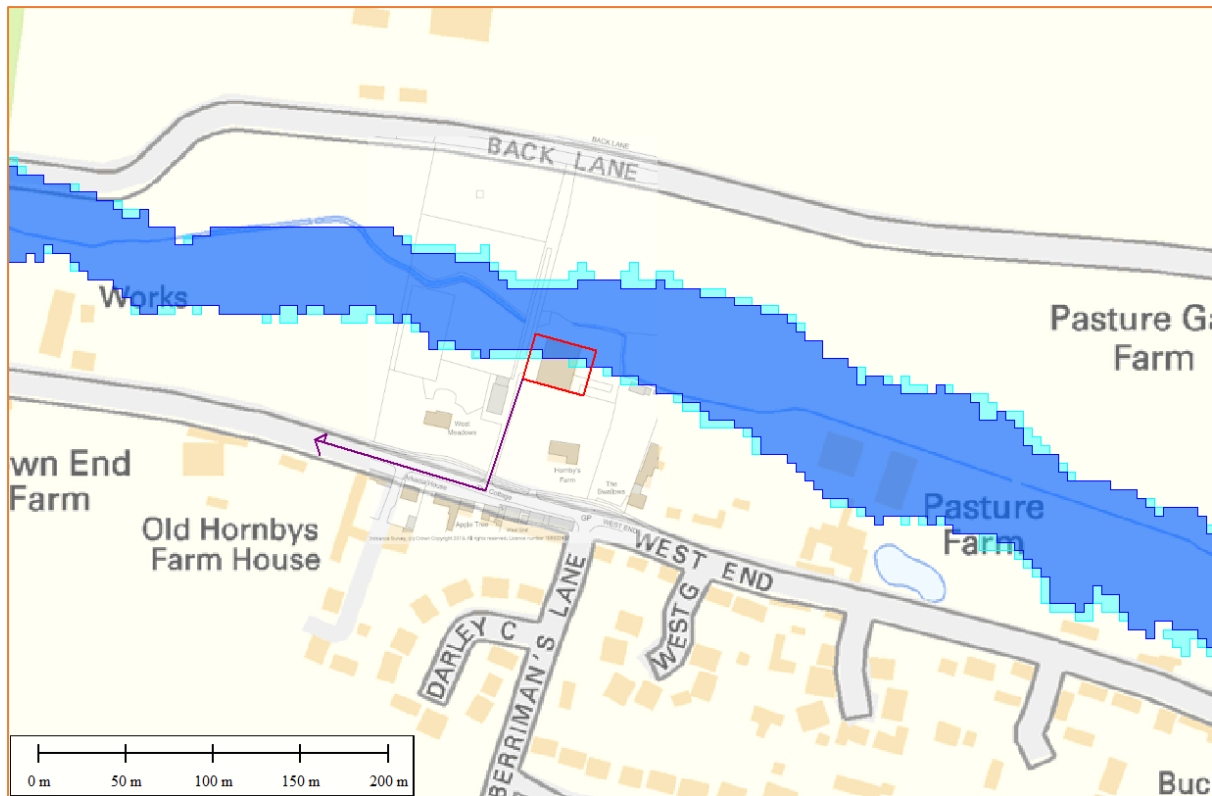 BACK LANE
BACK LANE
Works
Pasture Ga
Farm
West
Meadows
wn End
Farm
Hornby's
Farm
The
Swallows
Cottage
Apple Tree
Old Hornbys
Farm House
GP
WEST END
WEST END
Pasture
Farm
WEST G
DARLEY C
BERRIMAN'S LANE
0 m
50 m
100 m
150 m
200 m
Buc